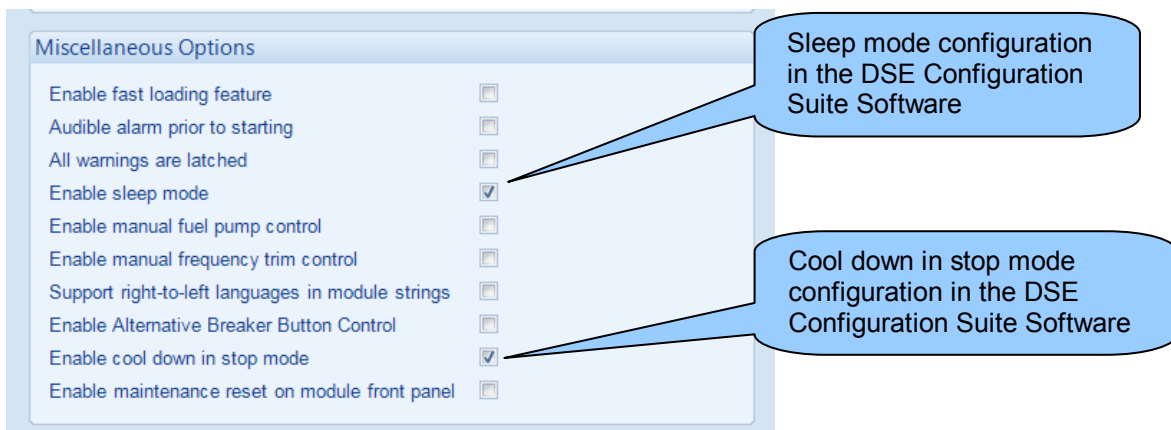 Miscellaneous Options
Enable fast loading feature
Audible alarm prior to starting
All warnings are latched
Enable sleep mode
Enable manual fuel pump control
Enable manual frequency trim control
Support right-to-left languages in module strings
Enable Alternative Breaker Button Control
Enable cool down in stop mode
Enable maintenance reset on module front panel
Sleep mode configuration
in the DSE Configuration
Suite Software
Cool down in stop mode
configuration in the DSE
Configuration Suite Software